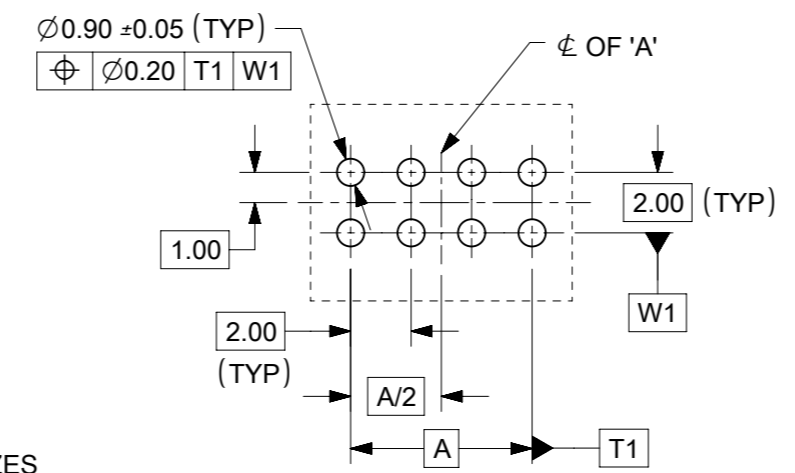 ∅0.90 ±0.05 (TYP)
⌖ ∅0.20 T1 W1
℄ OF 'A'
2.00 (TYP)
1.00
W1
2.00
(TYP)
A/2
A
T1